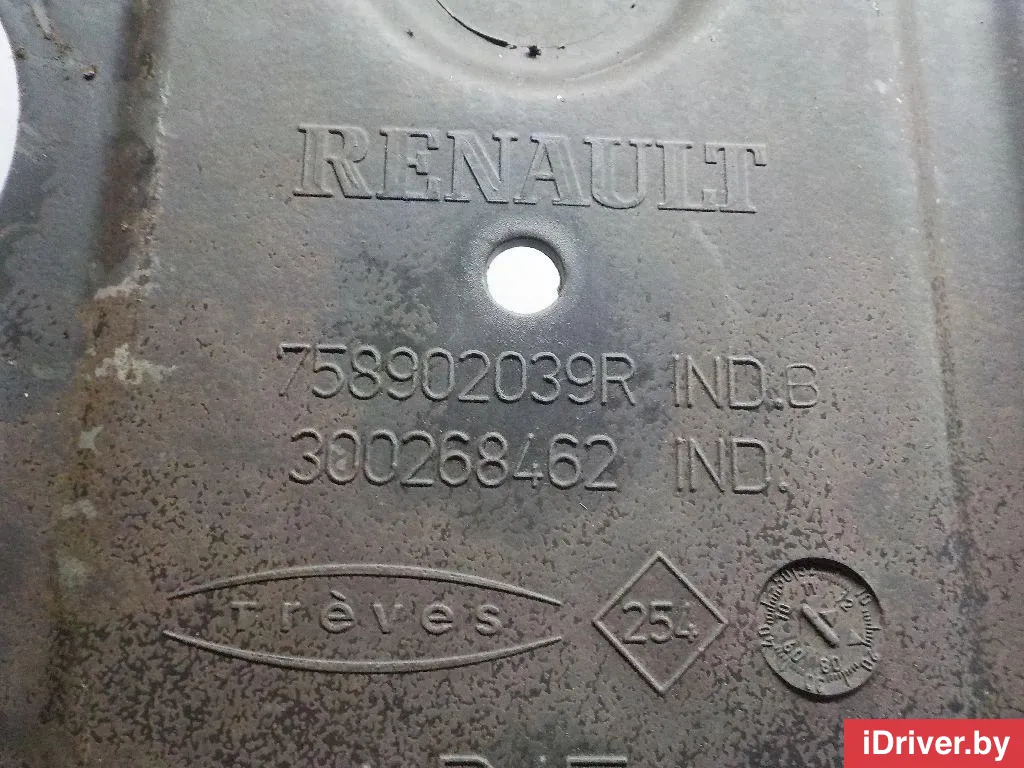 RENAULT
758902039R IND.B
300268462 IND.
Trèves
254
iDriver.by